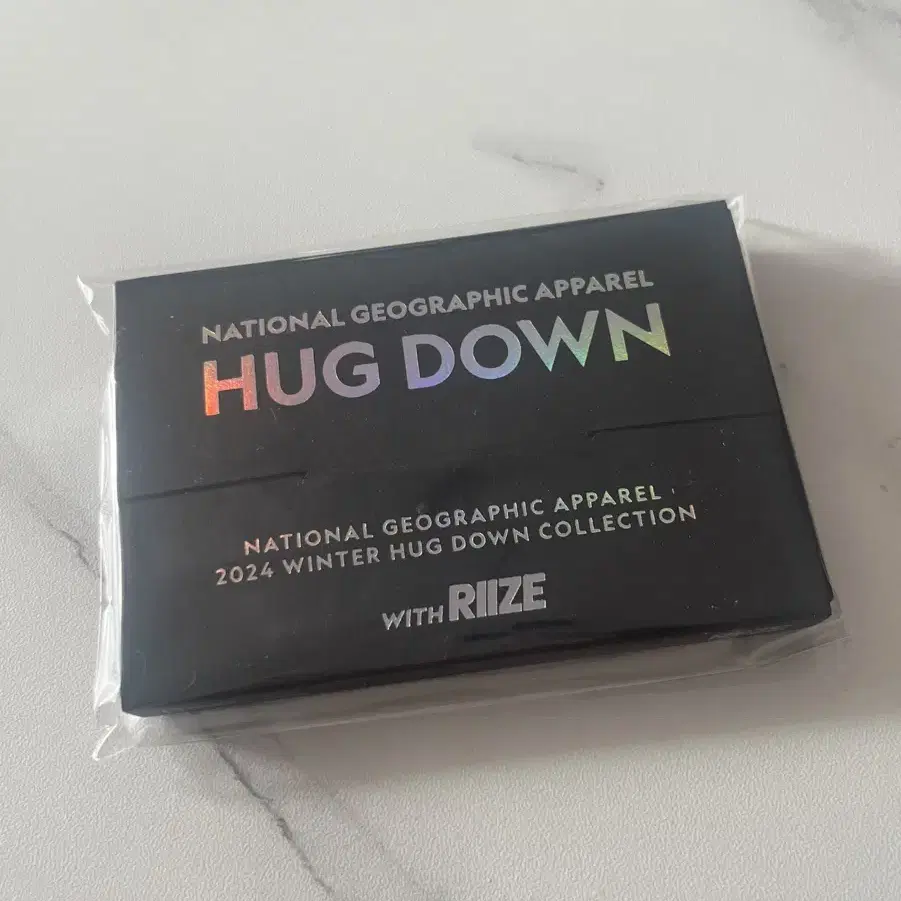 NATIONAL GEOGRAPHIC APPAREL
HUG DOWN
NATIONAL GEOGRAPHIC APPAREL
2024 WINTER HUG DOWN COLLECTION
WITH RIIZE